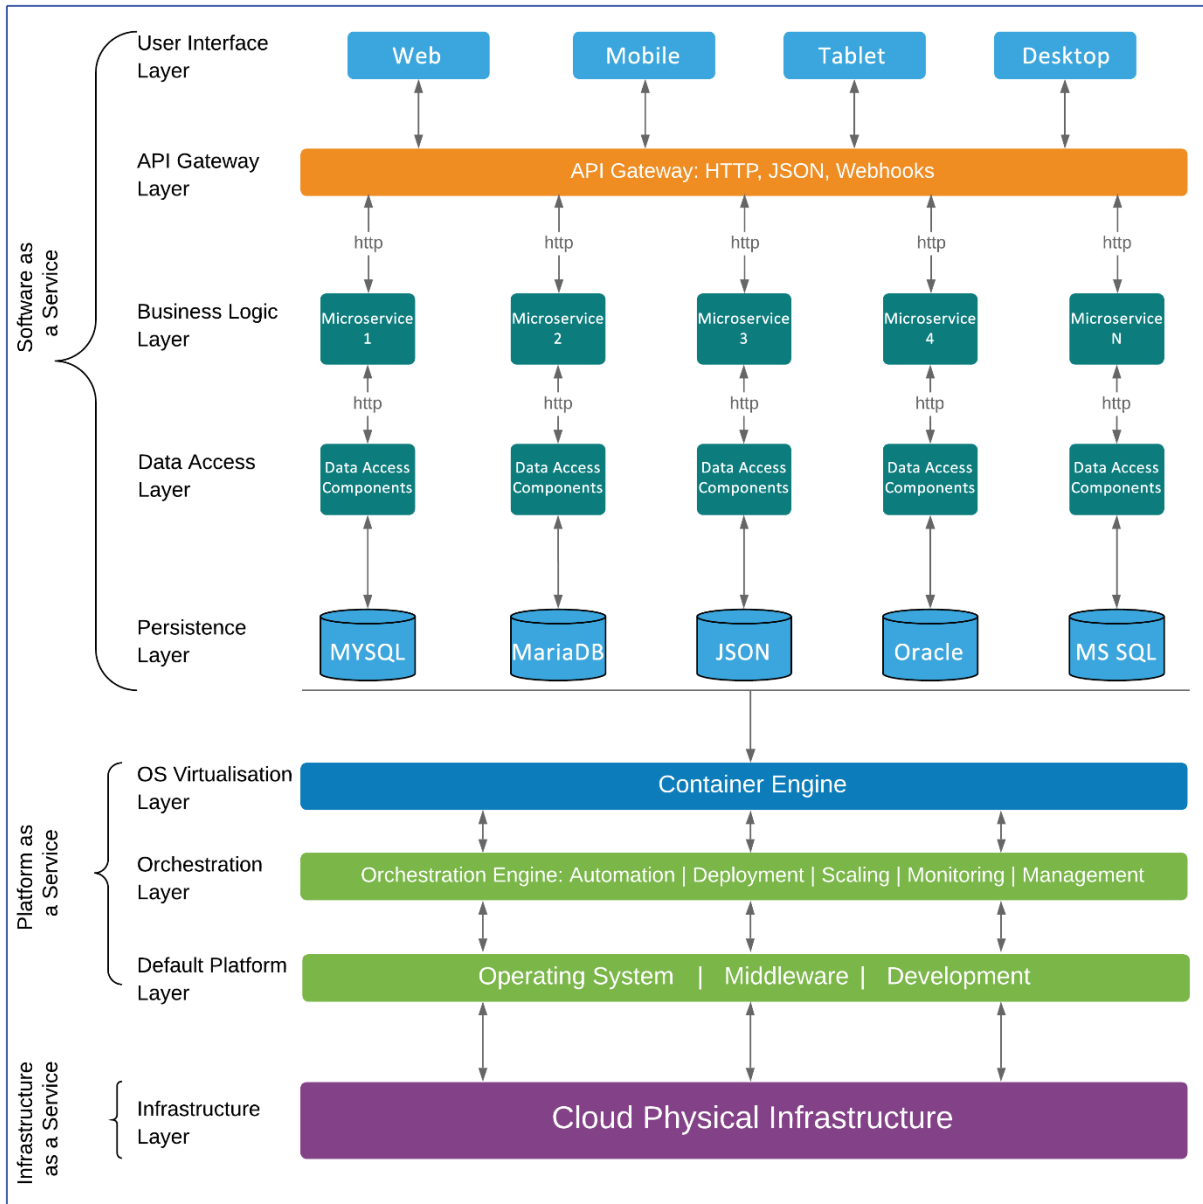 User Interface
Layer
Web
Mobile
Tablet
Desktop
API Gateway
Layer
API Gateway: HTTP, JSON, Webhooks
http
http
http
http
http
Software as
a Service
Business Logic
Layer
Microservice
1
Microservice
2
Microservice
3
Microservice
4
Microservice
N
http
http
http
http
http
Data Access
Layer
Data Access
Components
Data Access
Components
Data Access
Components
Data Access
Components
Data Access
Components
Persistence
Layer
MYSQL
MariaDB
JSON
Oracle
MS SQL
Platform as
a Service
OS Virtualisation
Layer
Container Engine
Orchestration
Layer
Orchestration Engine: Automation | Deployment | Scaling | Monitoring | Management
Default Platform
Layer
Operating System | Middleware | Development
Infrastructure
as a Service
Infrastructure
Layer
Cloud Physical Infrastructure